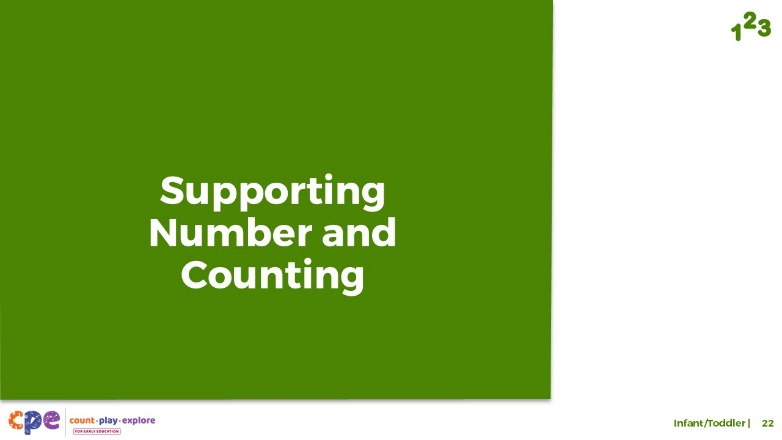 123
Supporting
Number and
Counting
cpe
count·play·explore
FOR EARLY EDUCATION
Infant/Toddler | 22